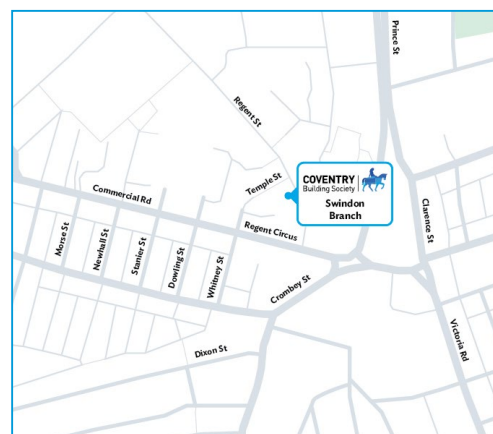 Prince St
Regent St
Temple St
COVENTRY
Building Society
Swindon
Branch
Commercial Rd
Regent Circus
Clarence St
Morse St
Newhall St
Stanier St
Dowling St
Whitney St
Crombey St
Victoria Rd
Dixon St